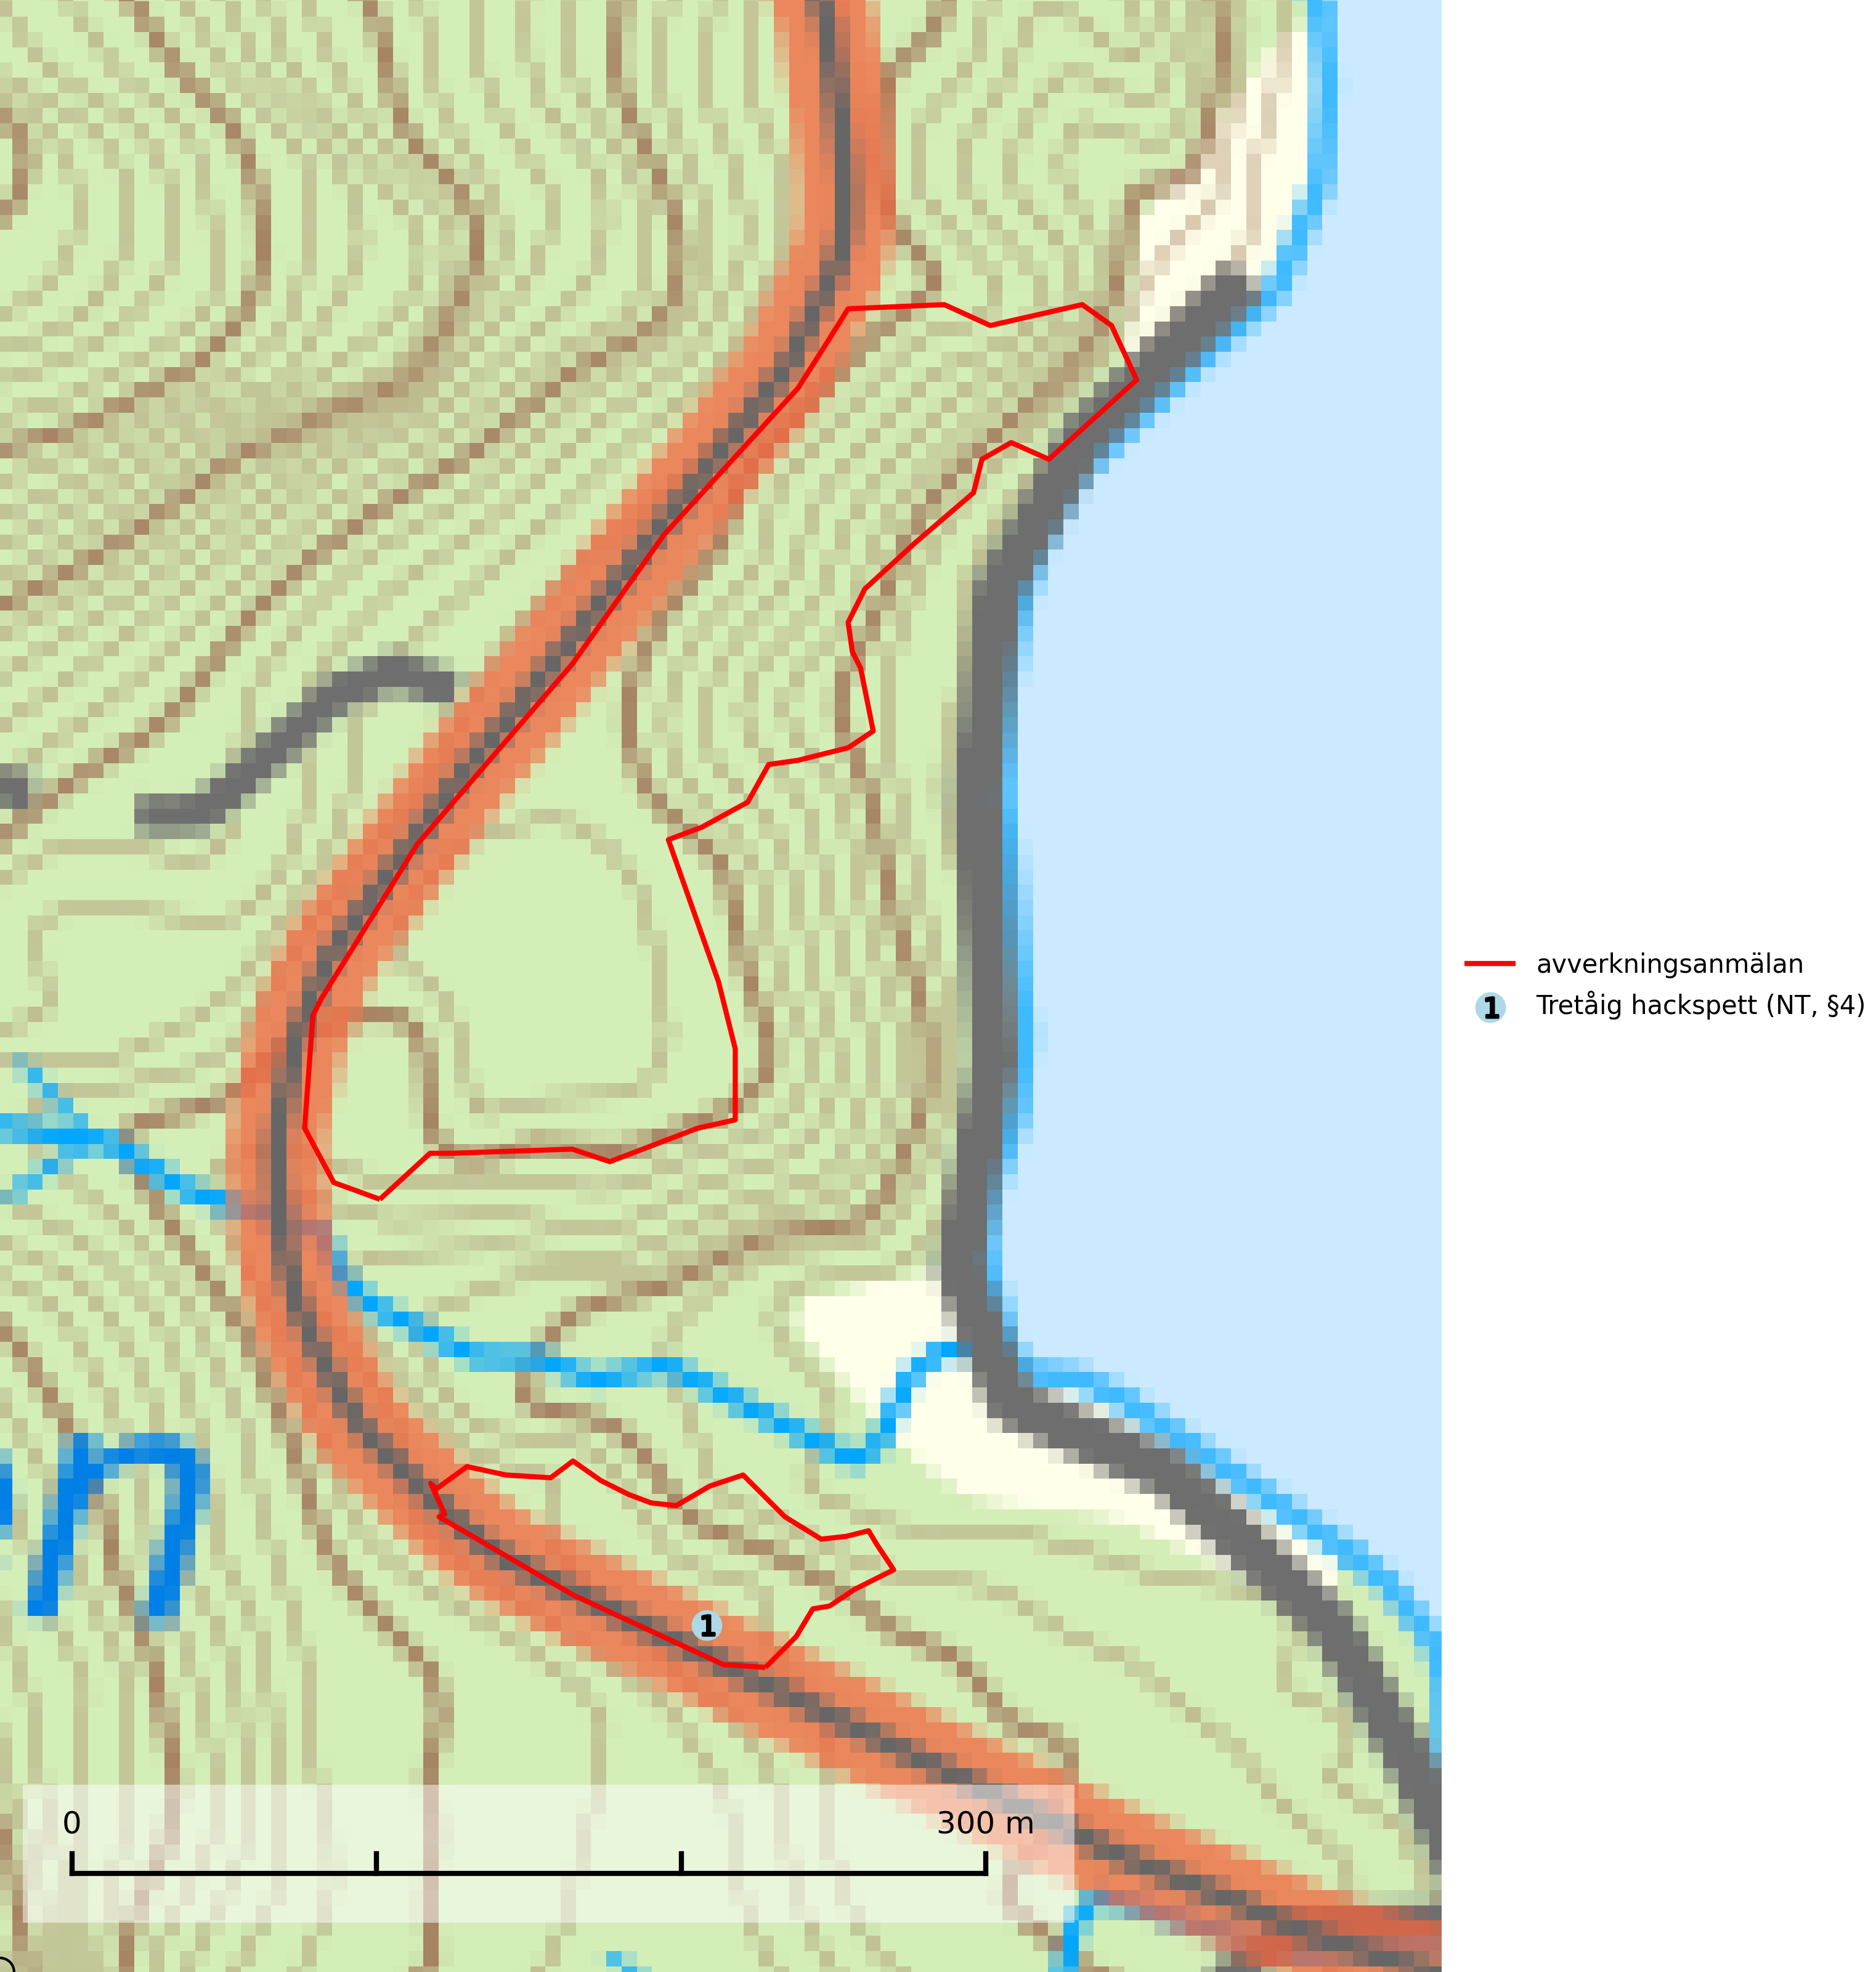 avverkningsanmälan
1 Tretåig hackspett (NT, §4)
1
0 300 m